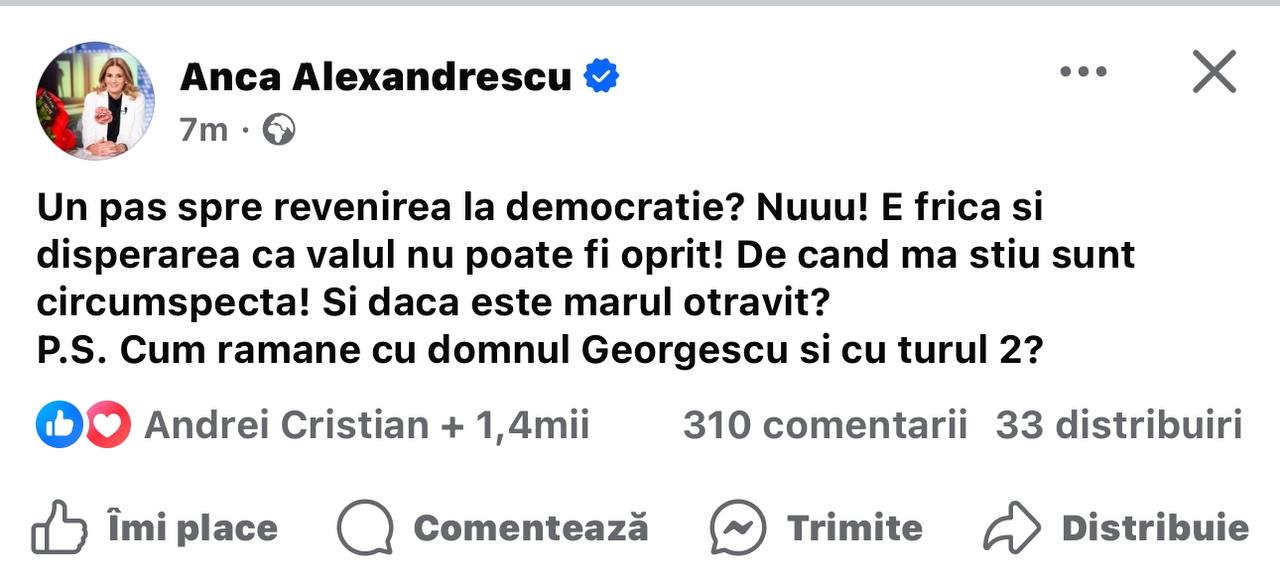 Anca Alexandrescu
7m ·
Un pas spre revenirea la democratie? Nuuu! E frica si
disperarea ca valul nu poate fi oprit! De cand ma stiu sunt
circumspecta! Si daca este marul otravit?
P.S. Cum ramane cu domnul Georgescu si cu turul 2?
Andrei Cristian + 1,4mii 310 comentarii 33 distribuiri
Îmi place Comentează Trimite Distribuie